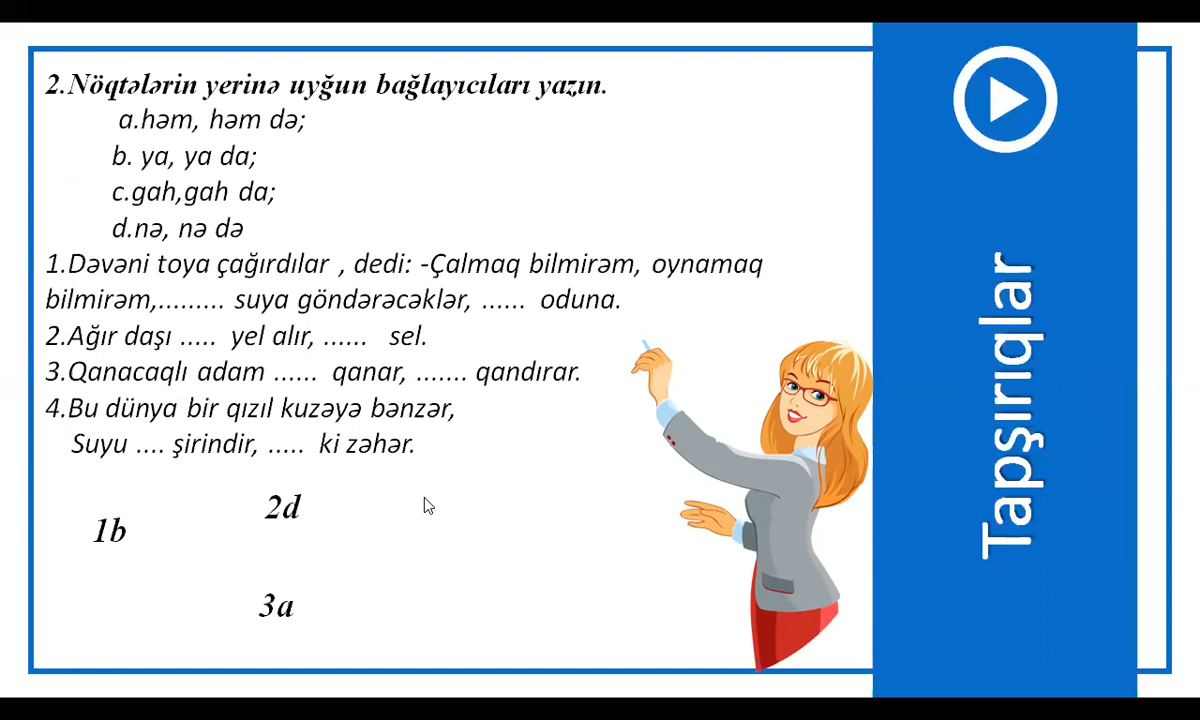 2.Nöqtələrin yerinə uyğun bağlayıcıları yazın.
a.həm, həm də;
b. ya, ya da;
c.gah,gah da;
d.nə, nə də
1.Dəvəni toya çağırdılar , dedi: -Çalmaq bilmirəm, oynamaq
bilmirəm,......... suya göndərəcəklər, ...... oduna.
2.Ağır daşı ..... yel alır, ...... sel.
3.Qanacaqlı adam ...... qanar, ....... qandırar.
4.Bu dünya bir qızıl kuzəyə bənzər,
Suyu .... şirindir, ..... ki zəhər.
2d
1b
3a
Tapşırıqlar